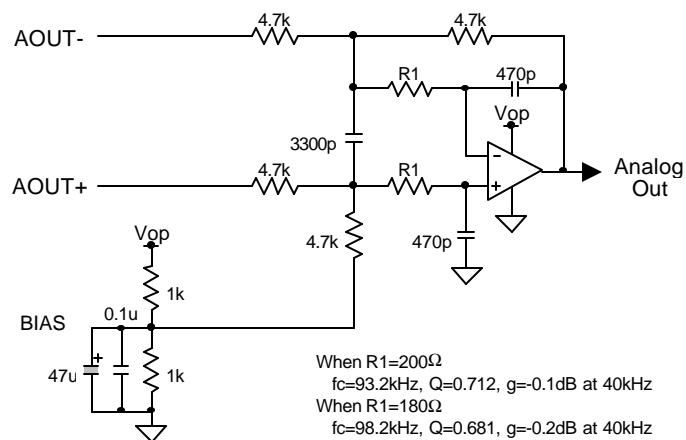 4.7k
4.7k
AOUT-
R1
470p
Vop
3300p
-
4.7k
R1
+
Analog
Out
AOUT+
4.7k
470p
Vop
1k
0.1u
BIAS
+
47u
1k
When R1=200Ω
fc=93.2kHz, Q=0.712, g=-0.1dB at 40kHz
When R1=180Ω
fc=98.2kHz, Q=0.681, g=-0.2dB at 40kHz